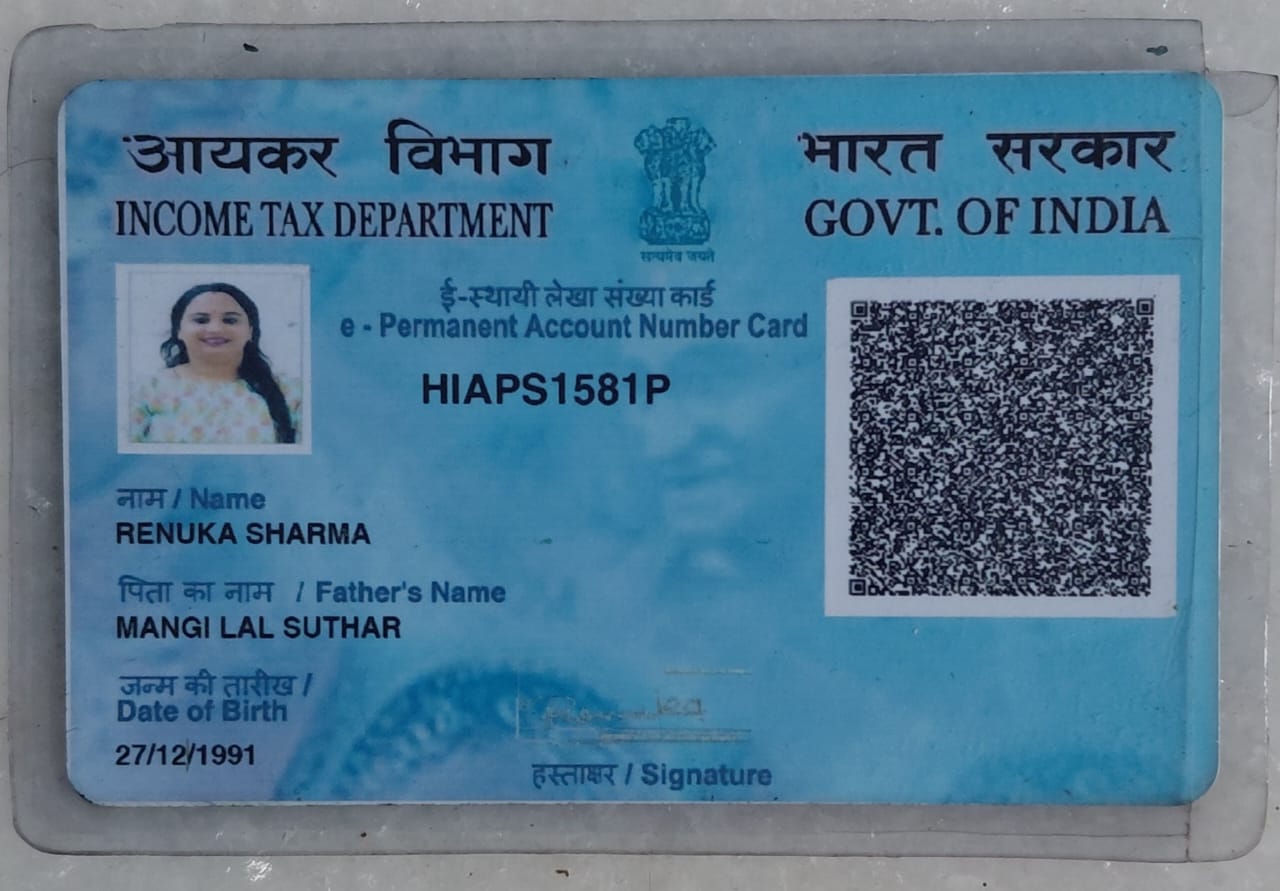 आयकर विभाग
INCOME TAX DEPARTMENT
सत्यमेव जयते
भारत सरकार
GOVT. OF INDIA
ई-स्थायी लेखा संख्या कार्ड
e - Permanent Account Number Card
HIAPS1581P
नाम / Name
RENUKA SHARMA
पिता का नाम / Father's Name
MANGI LAL SUTHAR
जन्म की तारीख /
Date of Birth
27/12/1991
हस्ताक्षर / Signature